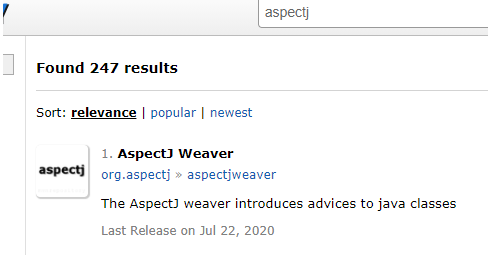 aspectj
Found 247 results
Sort: relevance | popular | newest
aspectj
1. AspectJ Weaver
org.aspectj » aspectjweaver
The AspectJ weaver introduces advices to java classes
Last Release on Jul 22, 2020